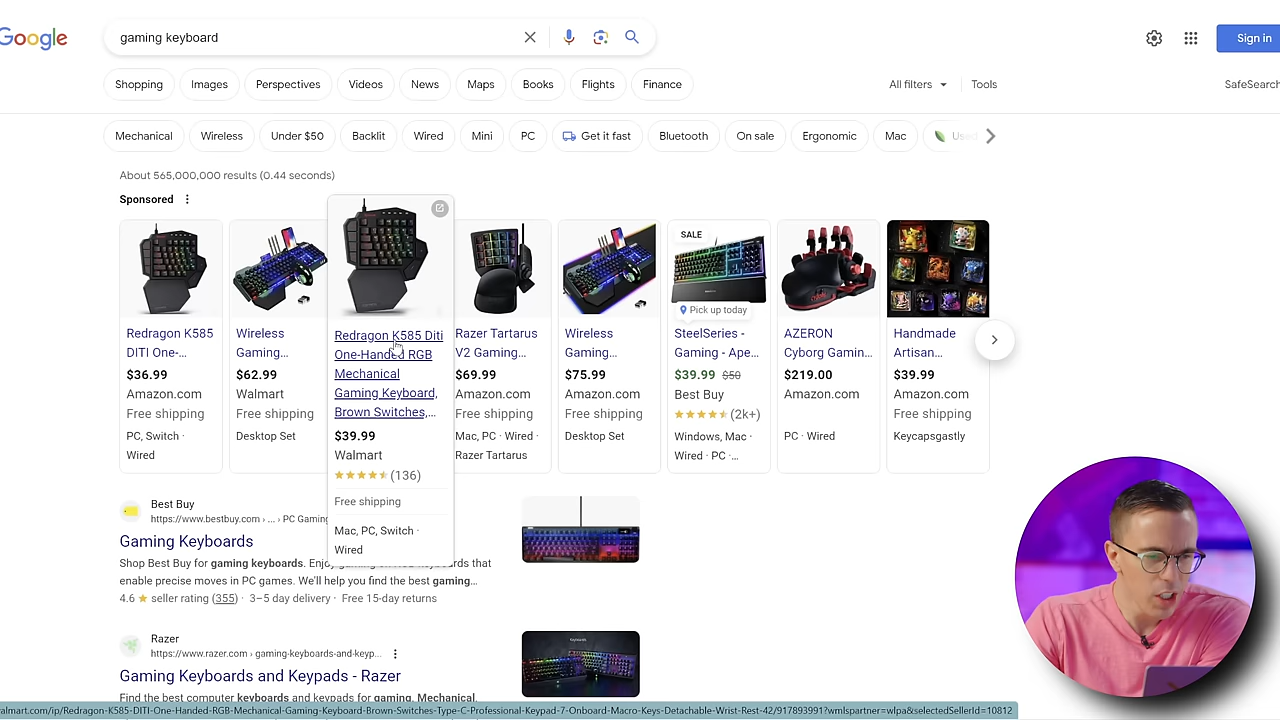 Google
gaming keyboard
Sign in
Shopping
Images
Perspectives
Videos
News
Maps
Books
Flights
Finance
All filters
Tools
SafeSearch
Mechanical
Wireless
Under $50
Backlit
Wired
Mini
PC
Get it fast
Bluetooth
On sale
Ergonomic
Mac
Used
About 565,000,000 results (0.44 seconds)
Sponsored
Redragon K585
DITI One-...
$36.99
Amazon.com
Free shipping
PC, Switch ·
Wired
Wireless
Gaming...
$62.99
Walmart
Free shipping
Desktop Set
Redragon K585 Diti
One-Handed RGB
Mechanical
Gaming Keyboard,
Brown Switches,...
$39.99
Walmart
(136)
Free shipping
Mac, PC, Switch ·
Wired
Razer Tartarus
V2 Gaming...
$69.99
Amazon.com
Free shipping
Mac, PC · Wired ·
Razer Tartarus
Wireless
Gaming...
$75.99
Amazon.com
Free shipping
Desktop Set
SALE
Pick up today
SteelSeries -
Gaming - Ape...
$39.99 $50
Best Buy
(2k+)
Windows, Mac ·
Wired · PC ·...
AZERON
Cyborg Gamin...
$219.00
Amazon.com
PC · Wired
Handmade
Artisan...
$39.99
Amazon.com
Free shipping
Keycapsgastly
Best Buy
https://www.bestbuy.com › ... › PC Gaming
Gaming Keyboards
Shop Best Buy for gaming keyboards. Enjoy gaming on RGB keyboards that
enable precise moves in PC games. We'll help you find the best gaming...
4.6 ★ seller rating (355) · 3–5 day delivery · Free 15-day returns
Razer
https://www.razer.com › gaming-keyboards-and-keyp...
Gaming Keyboards and Keypads - Razer
Find the best computer keyboards and keypads for gaming. Mechanical,
valmart.com/ip/Redragon-K585-DITI-One-Handed-RGB-Mechanical-Gaming-Keyboard-Brown-Switches-Type-C-Professional-Keypad-7-Onboard-Macro-Keys-Detachable-Wrist-Rest-42/917893991?wmlspartner=wlpa&selectedSellerId=10812